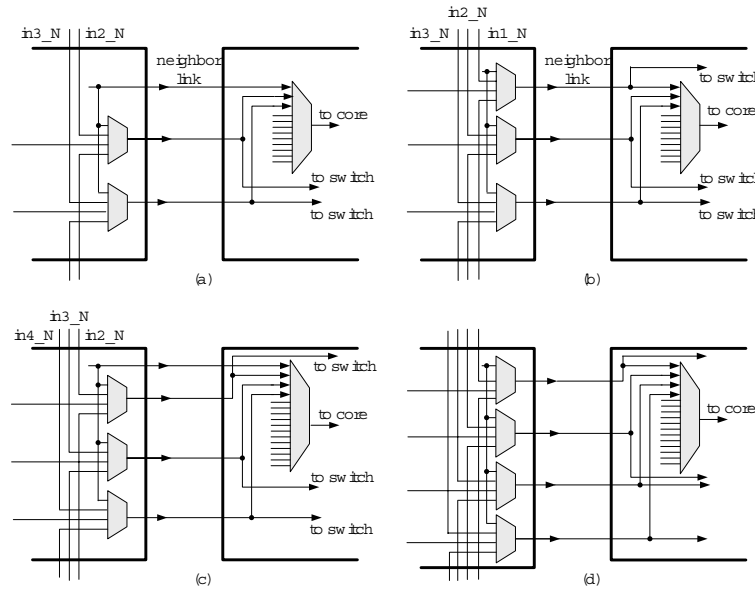 in3_N in2_N
neighbor
link
to core
to switch
to switch
(a)
in2_N
in3_N in1_N
neighbor
link
to switch
to core
to switch
to switch
(b)
in3_N
in4_N in2_N
to switch
to core
to switch
to switch
(c)
to core
(d)